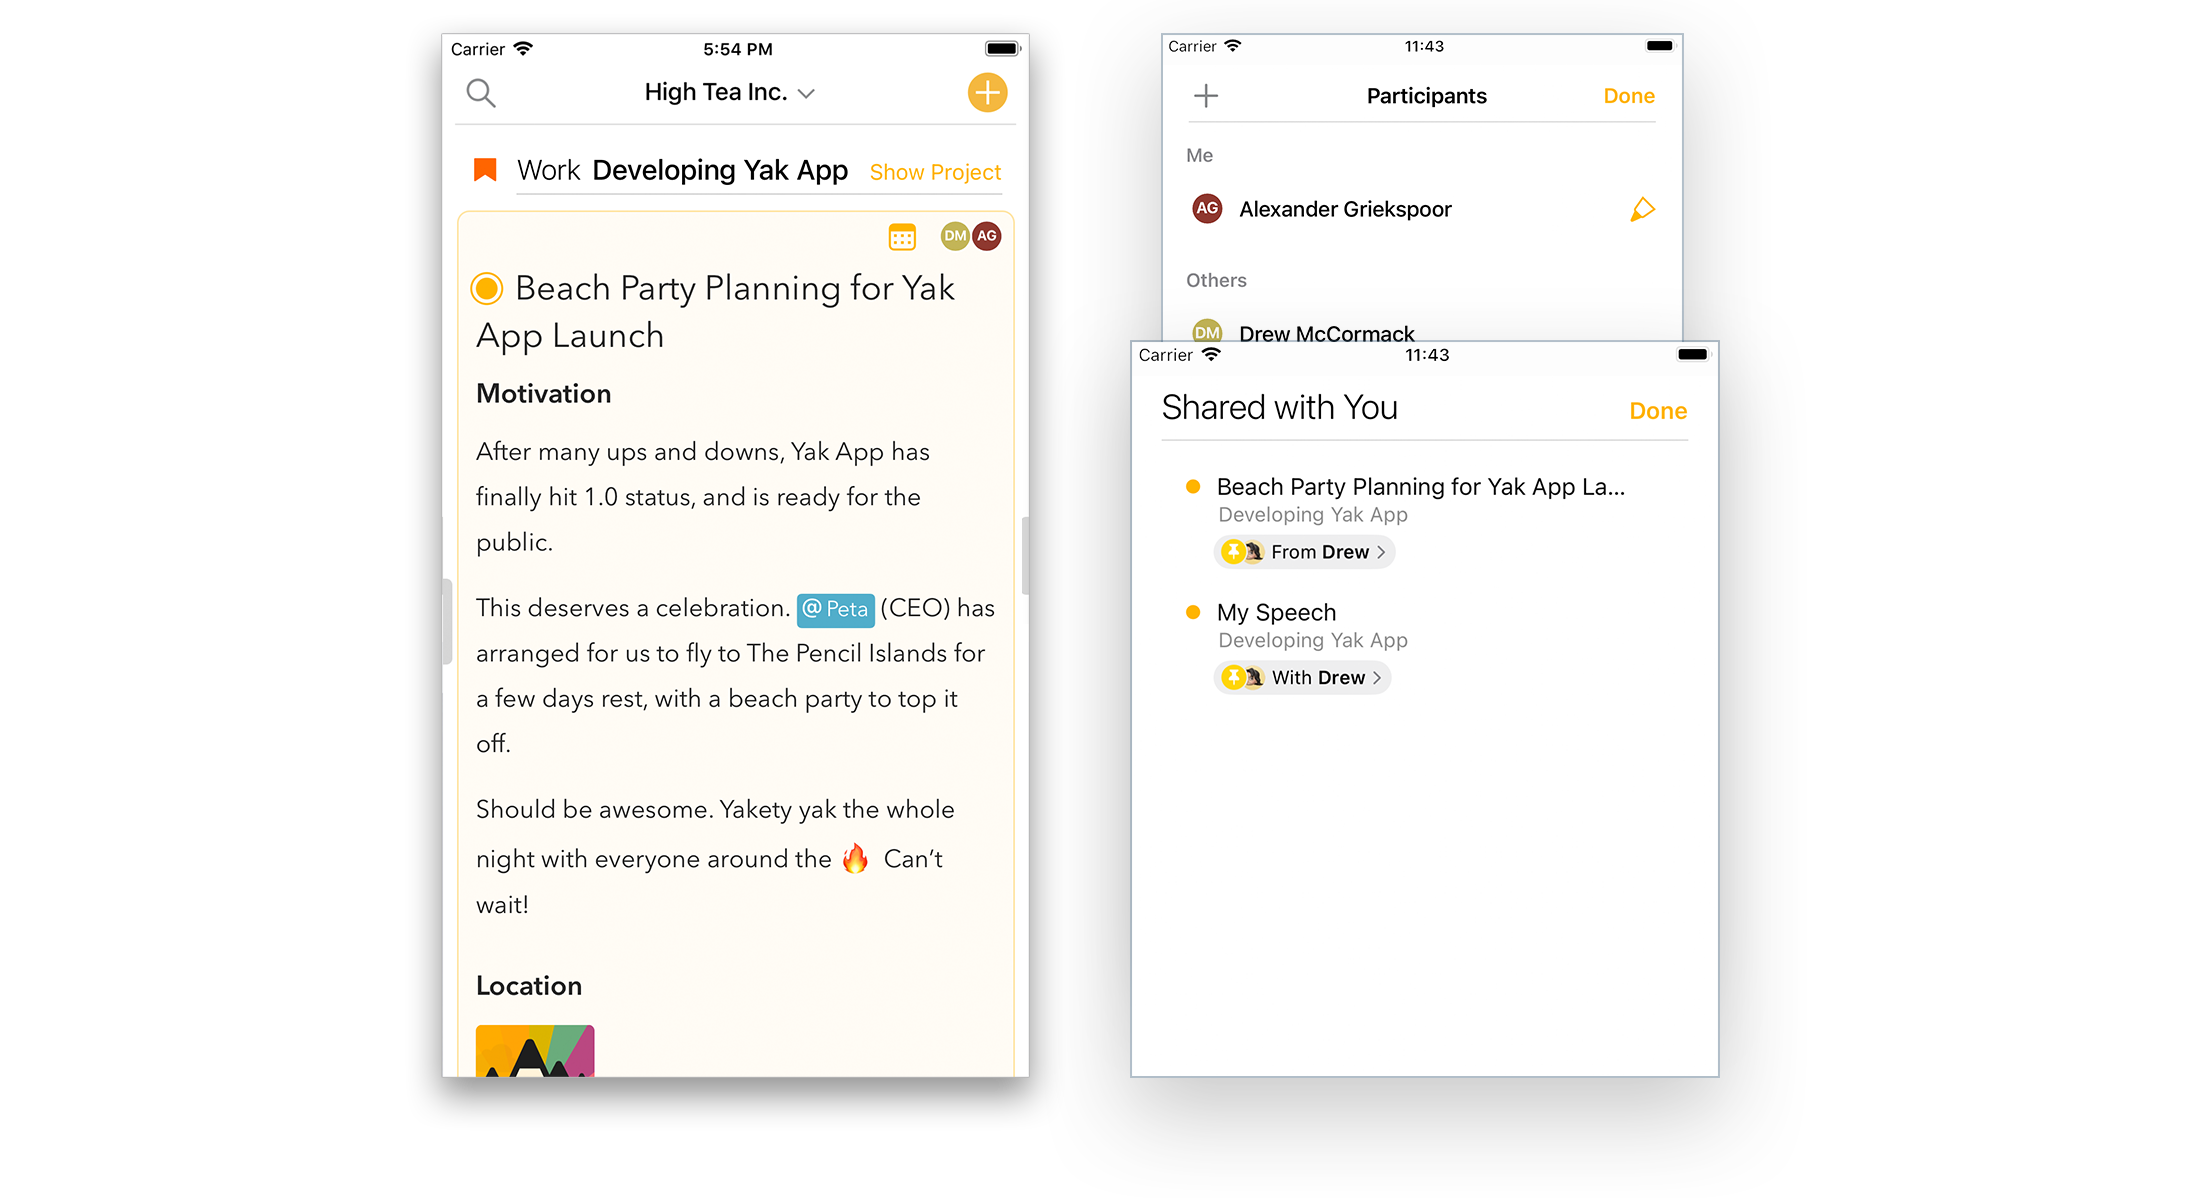 Carrier 5:54 PM
High Tea Inc.
Work Developing Yak App Show Project
DM AG
Beach Party Planning for Yak
App Launch
Motivation
After many ups and downs, Yak App has
finally hit 1.0 status, and is ready for the
public.
This deserves a celebration. @Peta (CEO) has
arranged for us to fly to The Pencil Islands for
a few days rest, with a beach party to top it
off.
Should be awesome. Yakety yak the whole
night with everyone around the 🔥 Can’t
wait!
Location
Carrier 11:43
Participants Done
Me
AG Alexander Griekspoor
Others
DM Drew McCormack
Carrier 11:43
Shared with You Done
Beach Party Planning for Yak App La...
Developing Yak App
From Drew
My Speech
Developing Yak App
With Drew